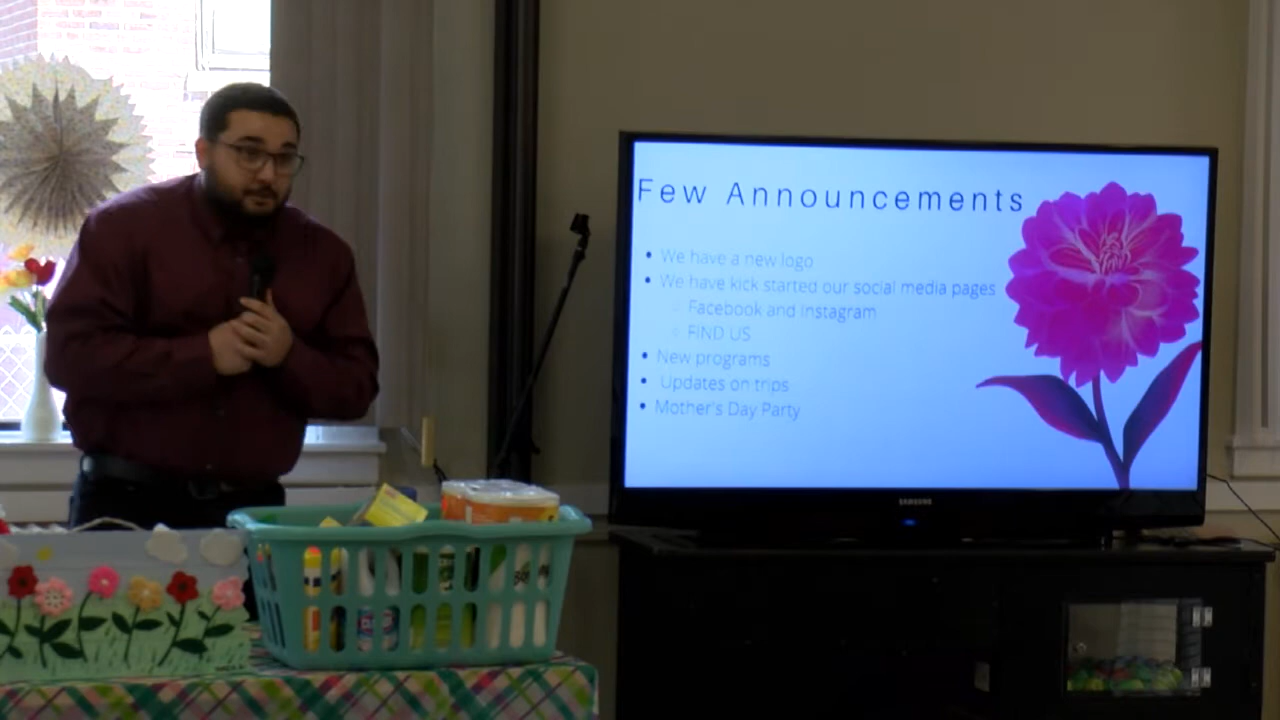 Few Announcements
We have a new logo
We have kick started our social media pages
Facebook and Instagram
FIND US
New programs
Updates on trips
Mother's Day Party
SAMSUNG